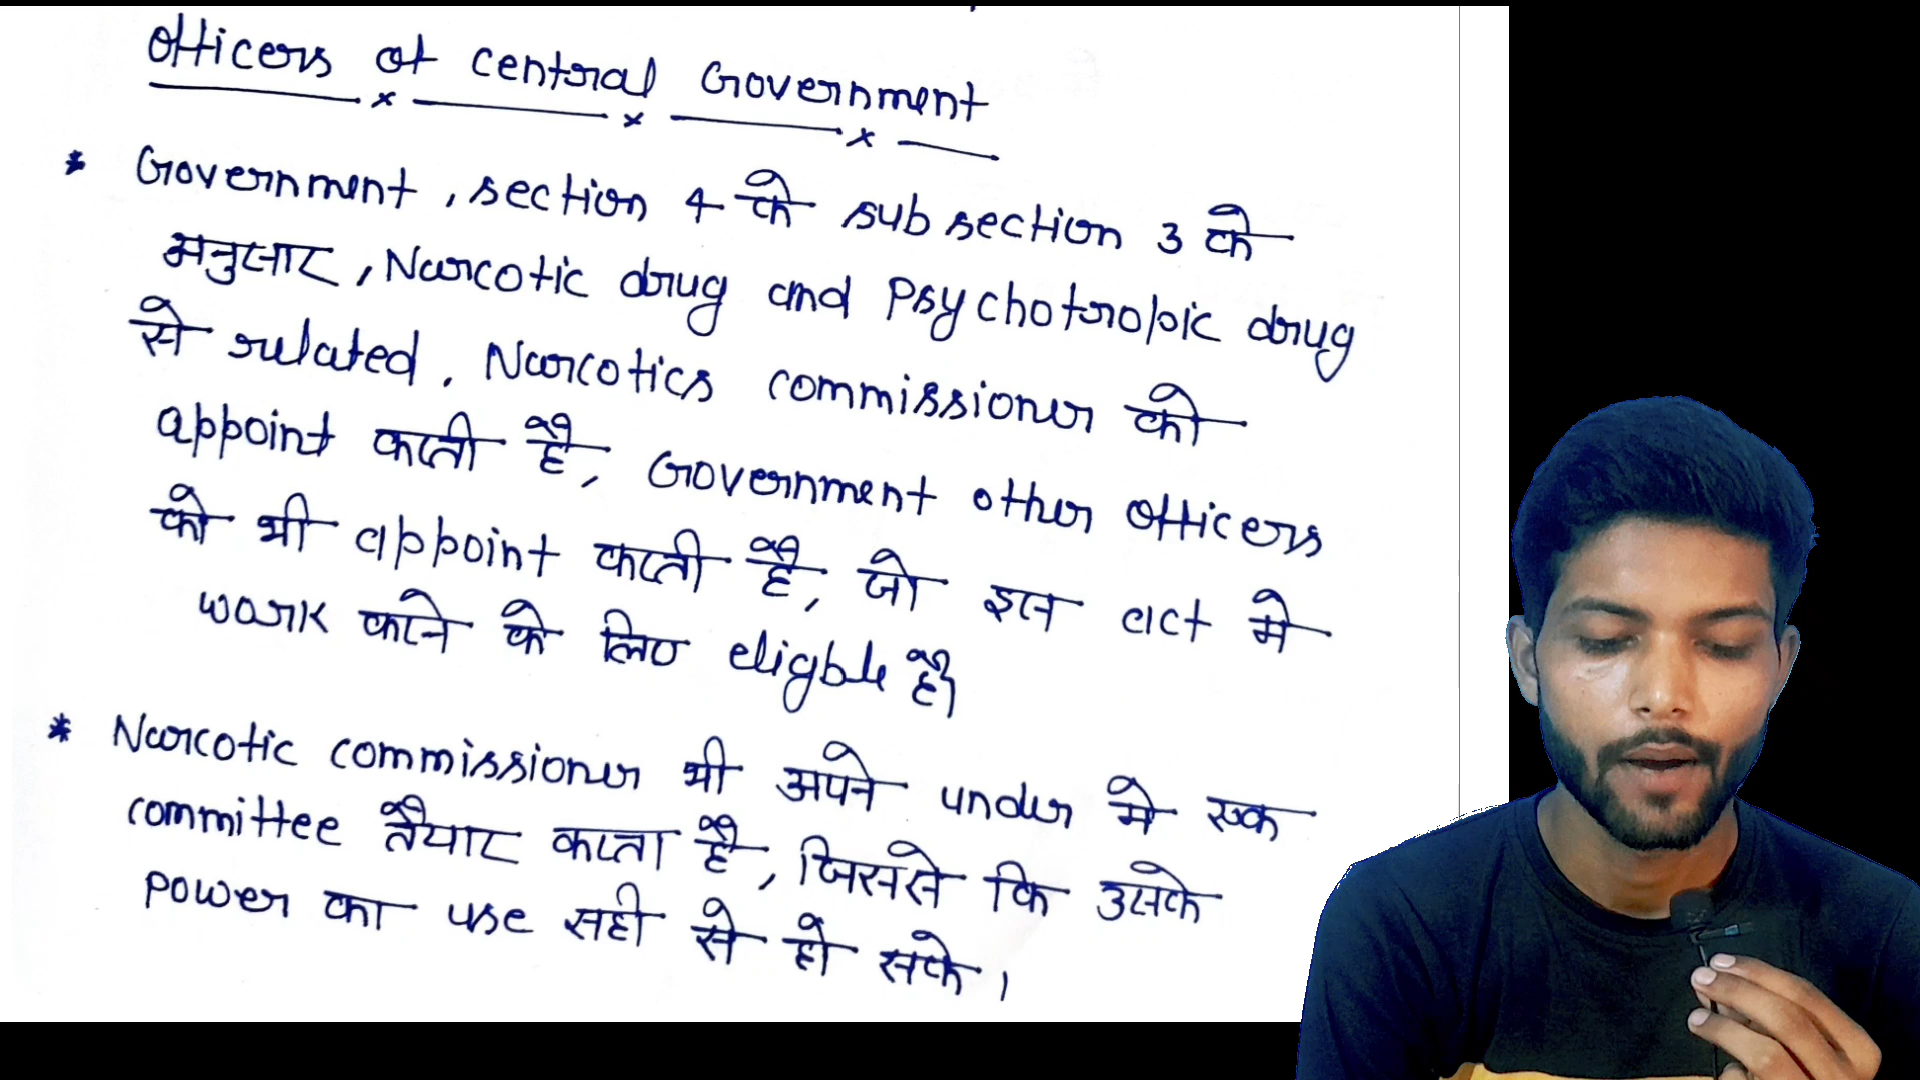 Officers of central Government
* Government, section 4 के sub section 3 के
अनुसार, Narcotic drug and Psychotropic drug
से related, Narcotics commissioner को
appoint करती है, Government other officers
को भी appoint करती है, जो इस act मे
work करने के लिए eligble है।
* Narcotic commissioner भी अपने under मे एक
committee तैयार करता है, जिससे कि उसके
power का use सही से हो सके।